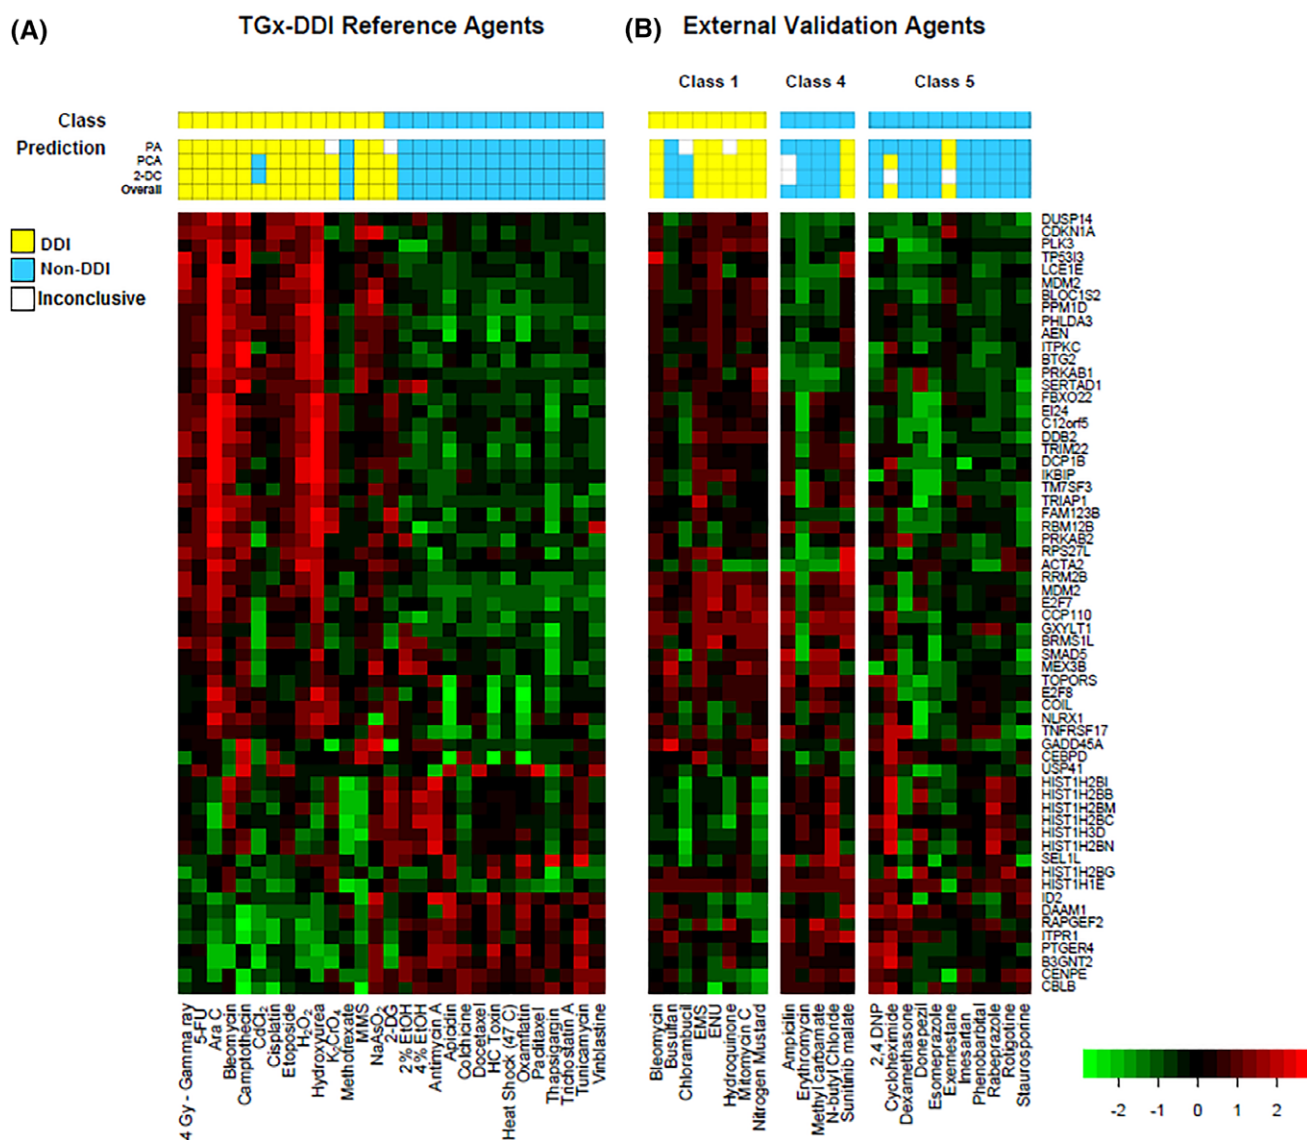 (A) TGx-DDI Reference Agents
(B) External Validation Agents
Class 1
Class 4
Class 5
Class
Prediction
PA
PCA
2-DC
Overall
DDI
Non-DDI
Inconclusive
DUSP14
CDKN1A
PLK3
TP53I3
LCE1E
MDM2
BLOC1S2
PPM1D
PHLDA3
AEN
ITPKC
BTG2
PRKAB1
SERTAD1
FBXO22
EI24
C12orf5
DDB2
TRIM22
DCP1B
IKBIP
TM7SF3
TRIAP1
FAM123B
RBM12B
PRKAB2
RPS27L
ACTA2
RRM2B
MDM2
E2F7
CCP110
GXYLT1
BRMS1L
SMAD5
MEX3B
TOPORS
E2F8
COIL
NLRX1
TNFRSF17
GADD45A
CEBPD
USP41
HIST1H2BI
HIST1H2BB
HIST1H2BM
HIST1H2BC
HIST1H3D
HIST1H2BN
SEL1L
HIST1H2BG
HIST1H1E
ID2
DAAM1
RAPGEF2
ITPR1
PTGER4
B3GNT2
CENPE
CBLB
4 Gy - Gamma ray
5-FU
Ara C
Bleomycin
Camptothecin
CdCl2
Cisplatin
Etoposide
H2O2
Hydroxyurea
K2CrO4
Methotrexate
MMS
NaAsO2
2-DG
2% EtOH
4% EtOH
Antimycin A
Apicidin
Colchicine
Docetaxel
HC Toxin
Heat Shock (47 C)
Oxamflatin
Paclitaxel
Thapsigargin
Trichostatin A
Tunicamycin
Vinblastine
Bleomycin
Busulfan
Chlorambucil
EMS
ENU
Hydroquinone
Mitomycin C
Nitrogen Mustard
Ampicillin
Erythromycin
Methyl carbamate
N-butyl Chloride
Sunitinib malate
2,4 DNP
Cycloheximide
Dexamethasone
Donepezil
Esomeprazole
Exemestane
Imesartan
Phenobarbital
Rabeprazole
Rotigotine
Staurosporine
-2 -1 0 1 2